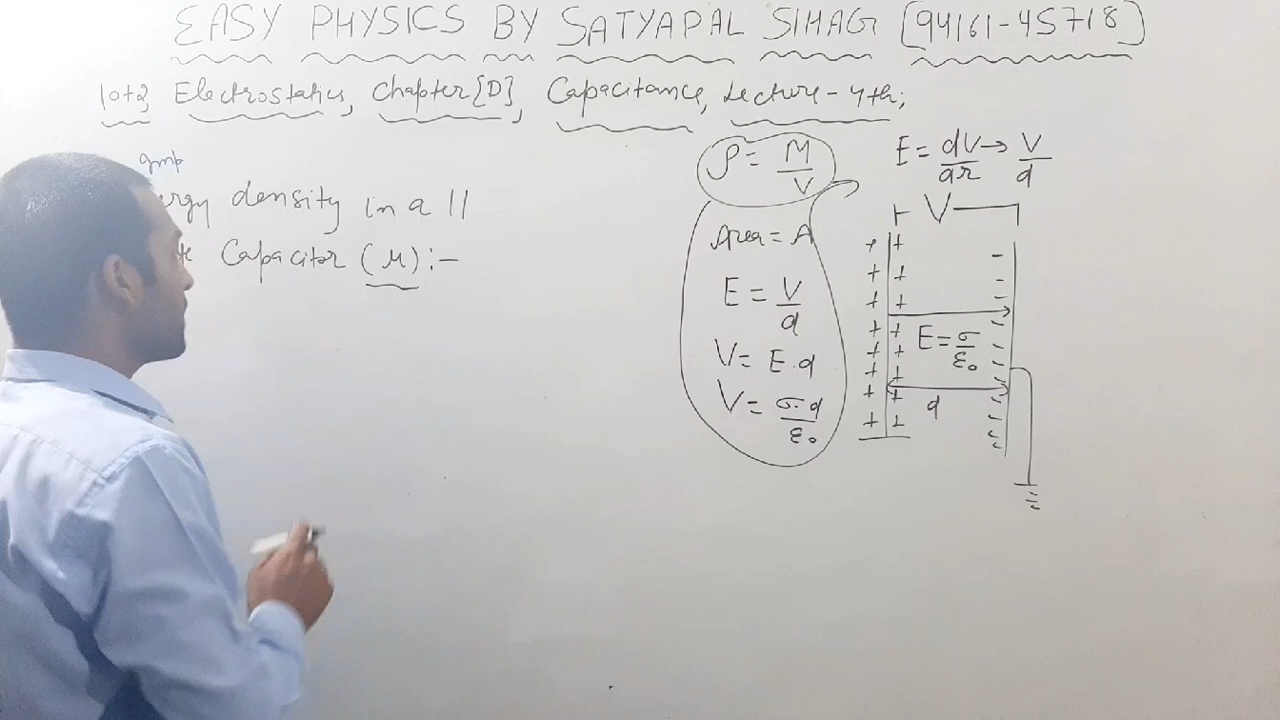 EASY PHYSICS BY SATYAPAL SIHAG [94161-45718]
10+2, Electrostatics, Chapter[D], Capacitance, Lecture-4th;
Imp
density in a ||
Capacitor (μ):-
ρ = M/V
Area = A
E = V/d
V = E.d
V = σ.d/ε₀
E = dV/dr → V/d
V
+ +
+ +
+ +
+ +
+ +
+ +
+ +
+ +
- - - - - - - - -
E = σ/ε₀
d